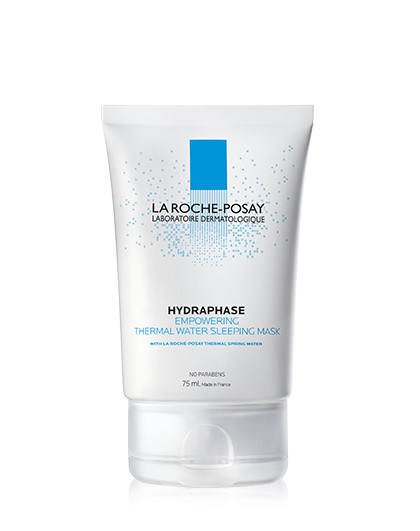 LA ROCHE-POSAY
LABORATOIRE DERMATOLOGIQUE
HYDRAPHASE
EMPOWERING
THERMAL WATER SLEEPING MASK
WITH LA ROCHE-POSAY THERMAL SPRING WATER
NO PARABENS
75 ml. Made in France